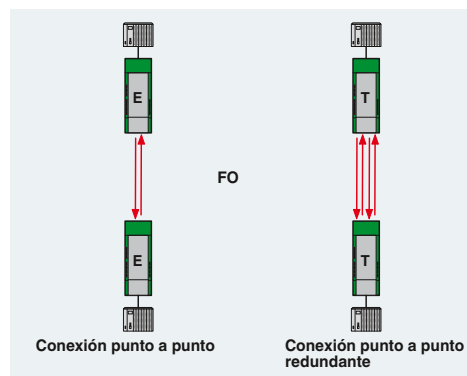 E
T
FO
E
T
Conexión punto a punto
Conexión punto a punto
redundante